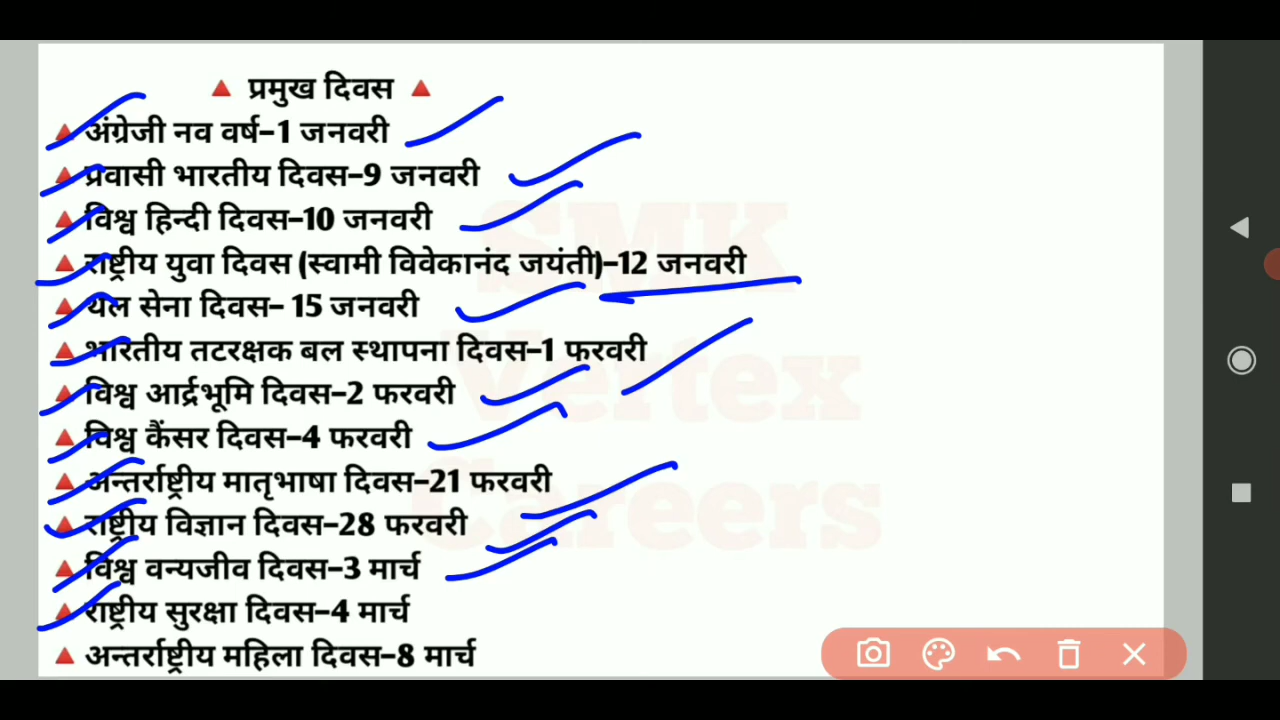 🔺 प्रमुख दिवस 🔺
🔺अंग्रेजी नव वर्ष-1 जनवरी
🔺प्रवासी भारतीय दिवस-9 जनवरी
🔺विश्व हिन्दी दिवस-10 जनवरी
🔺राष्ट्रीय युवा दिवस (स्वामी विवेकानंद जयंती)-12 जनवरी
🔺थल सेना दिवस- 15 जनवरी
🔺भारतीय तटरक्षक बल स्थापना दिवस-1 फरवरी
🔺विश्व आर्द्रभूमि दिवस-2 फरवरी
🔺विश्व कैंसर दिवस-4 फरवरी
🔺अन्तर्राष्ट्रीय मातृभाषा दिवस-21 फरवरी
🔺राष्ट्रीय विज्ञान दिवस-28 फरवरी
🔺विश्व वन्यजीव दिवस-3 मार्च
🔺राष्ट्रीय सुरक्षा दिवस-4 मार्च
🔺अन्तर्राष्ट्रीय महिला दिवस-8 मार्च
SMK
Vertex
Careers